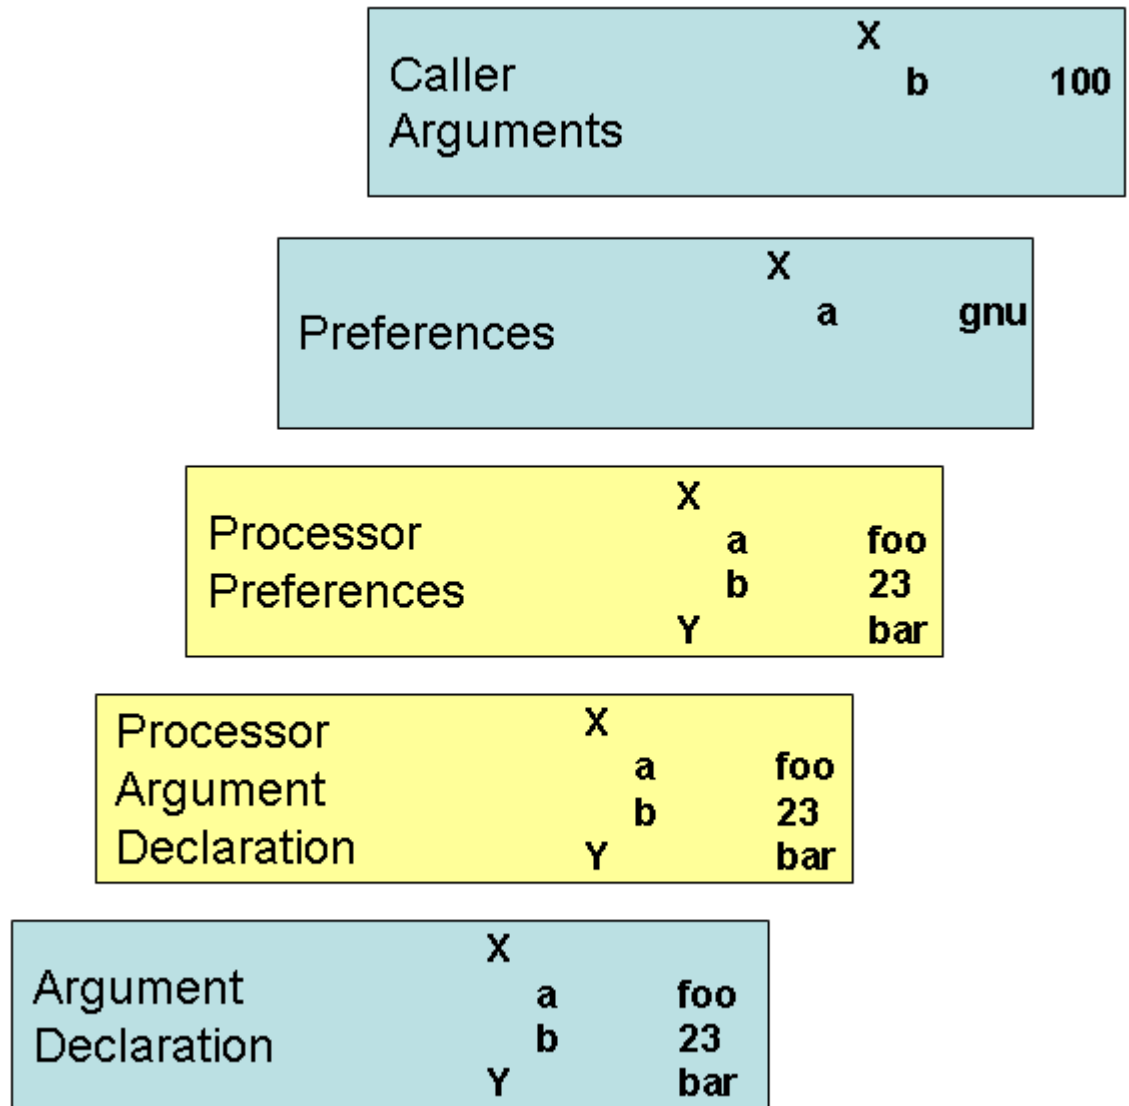 X
Caller
b 100
Arguments
X
a gnu
Preferences
X
Processor
a foo
Preferences
b 23
Y bar
Processor
X
Argument
a foo
b 23
Declaration
Y bar
X
Argument
a foo
Declaration
b 23
Y bar